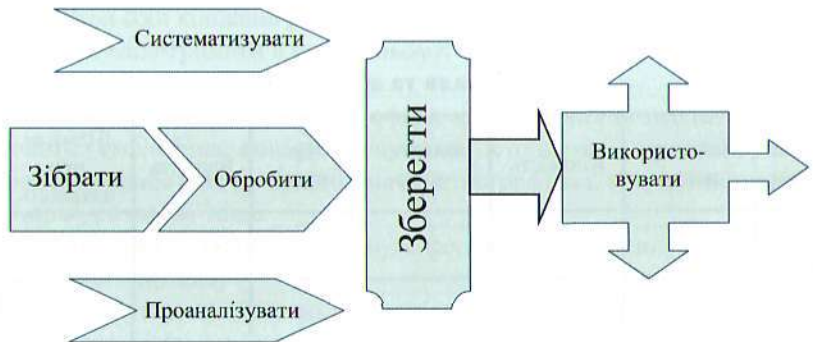 Систематизувати
Зібрати
Обробити
Проаналізувати
Зберегти
Використо-
вувати